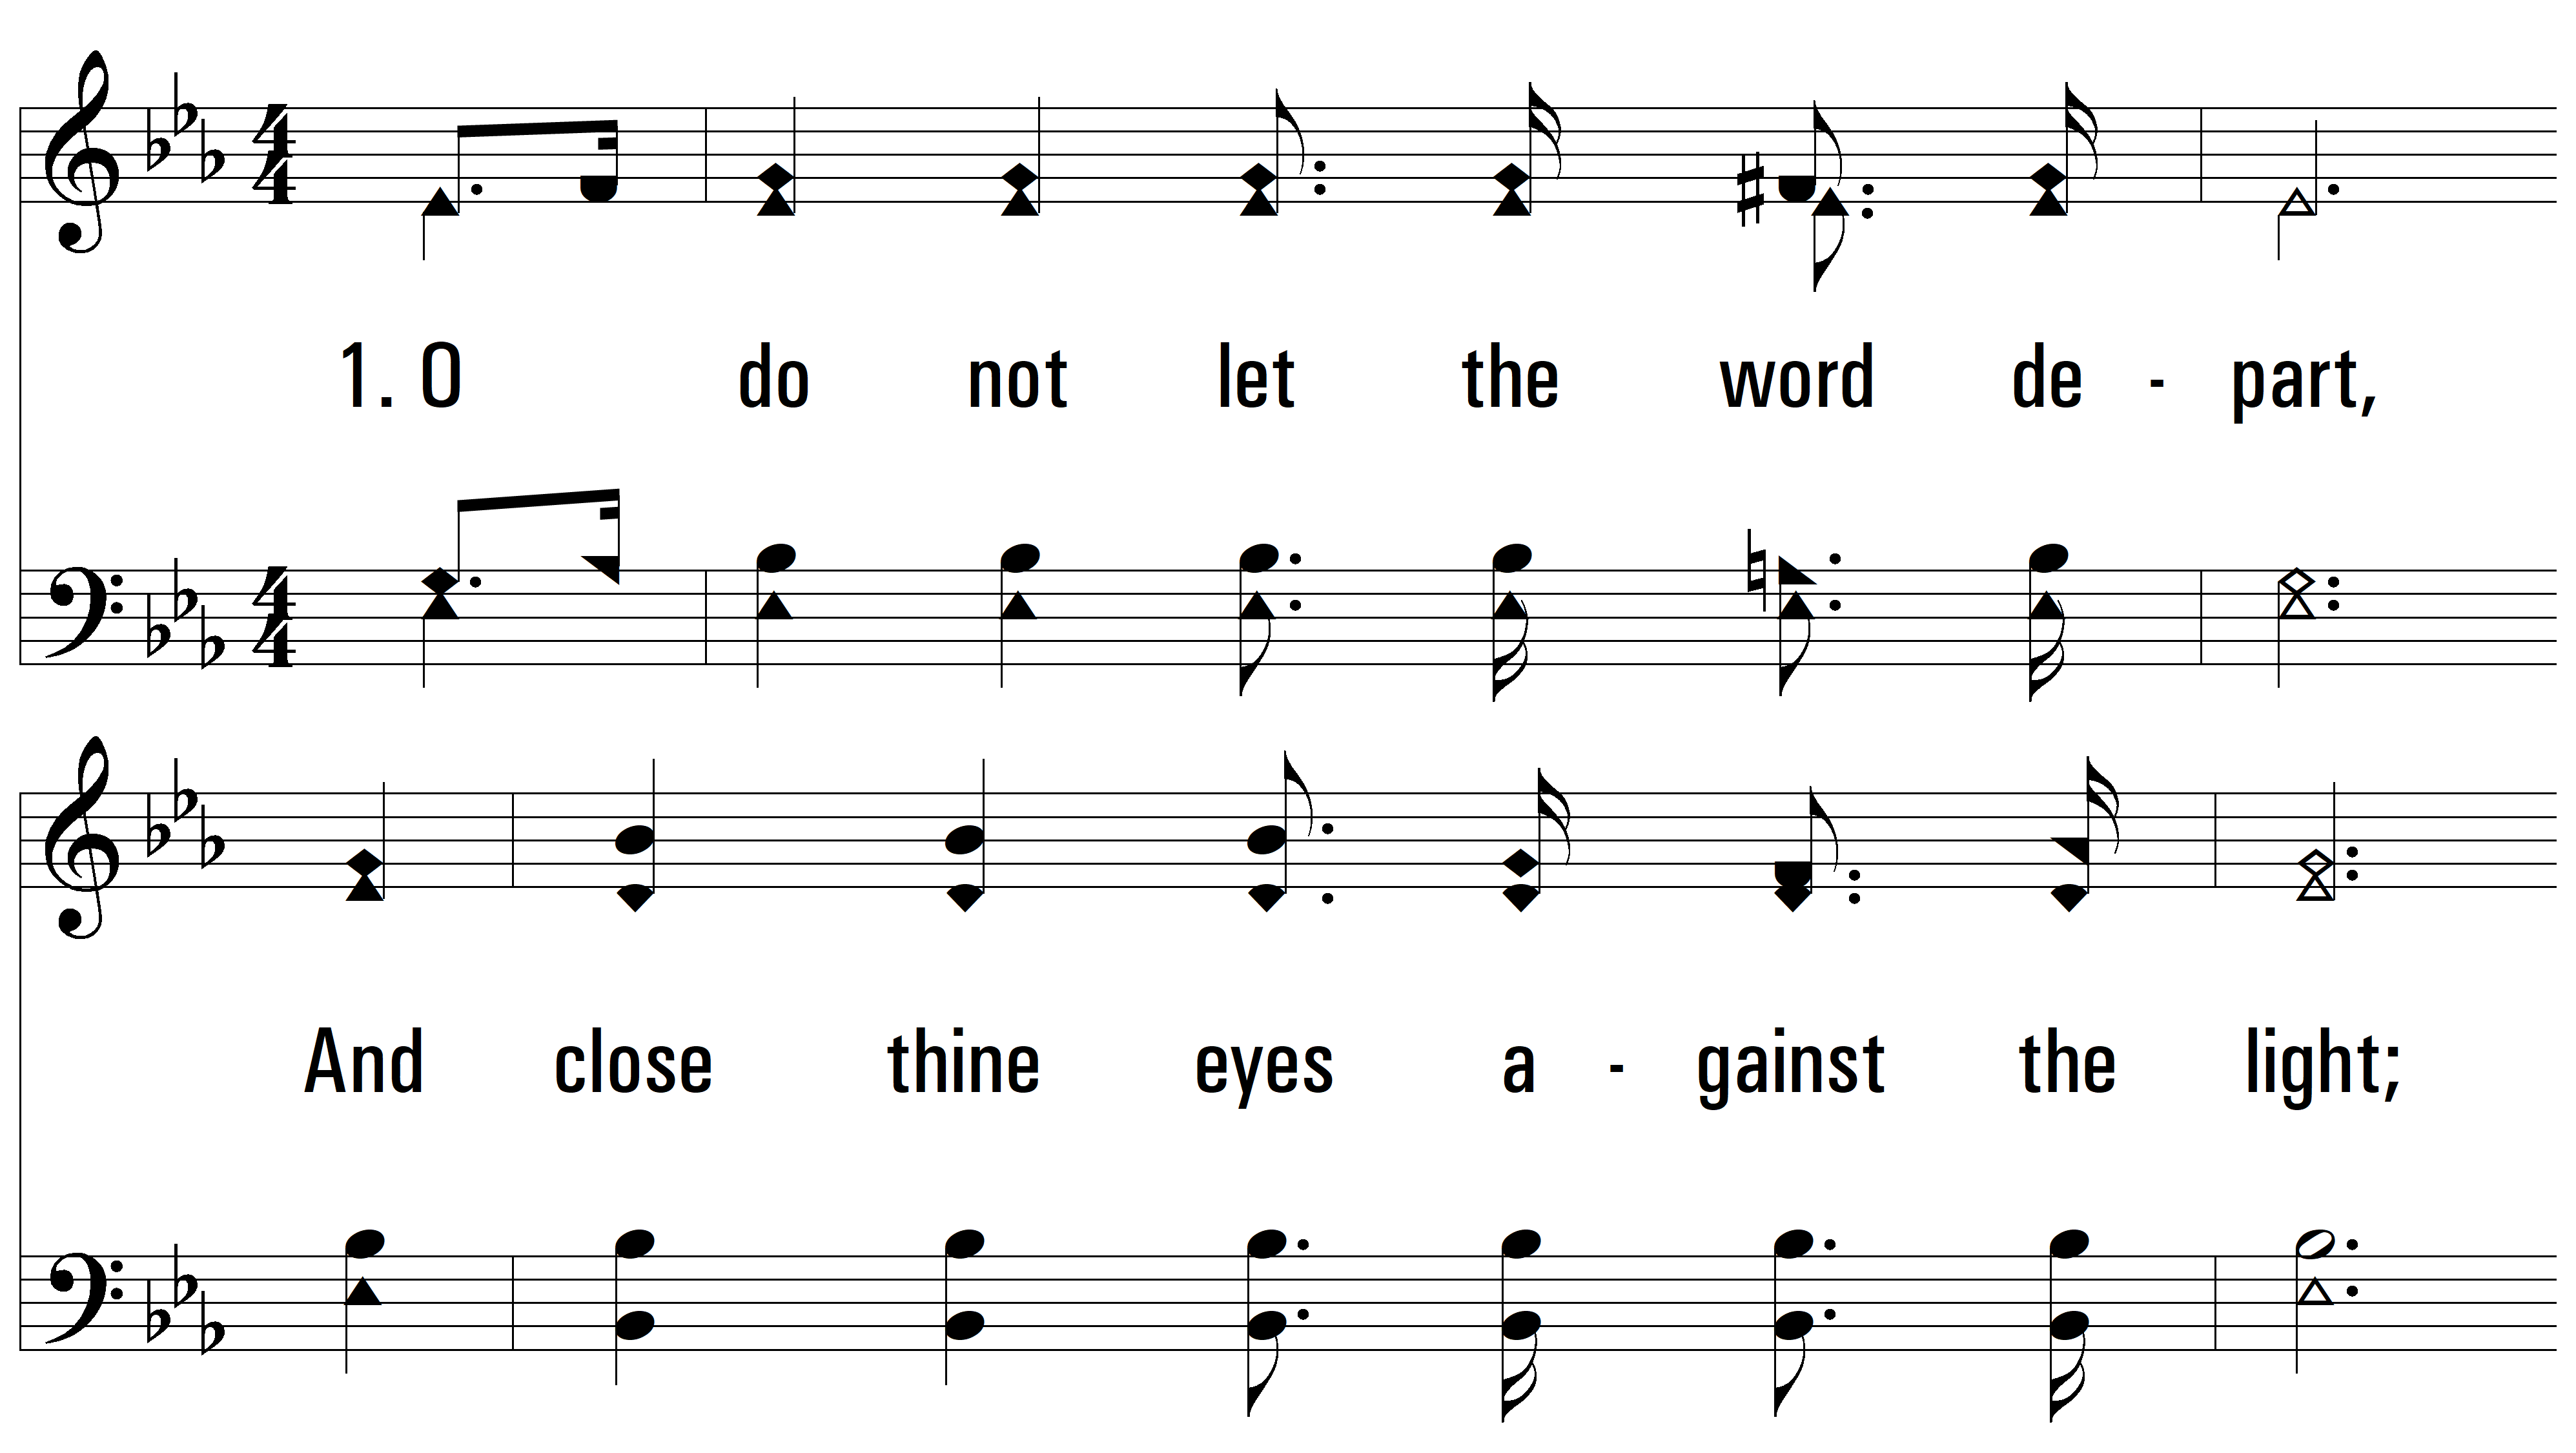 1. O do not let the word de - part,
And close thine eyes a - gainst the light;